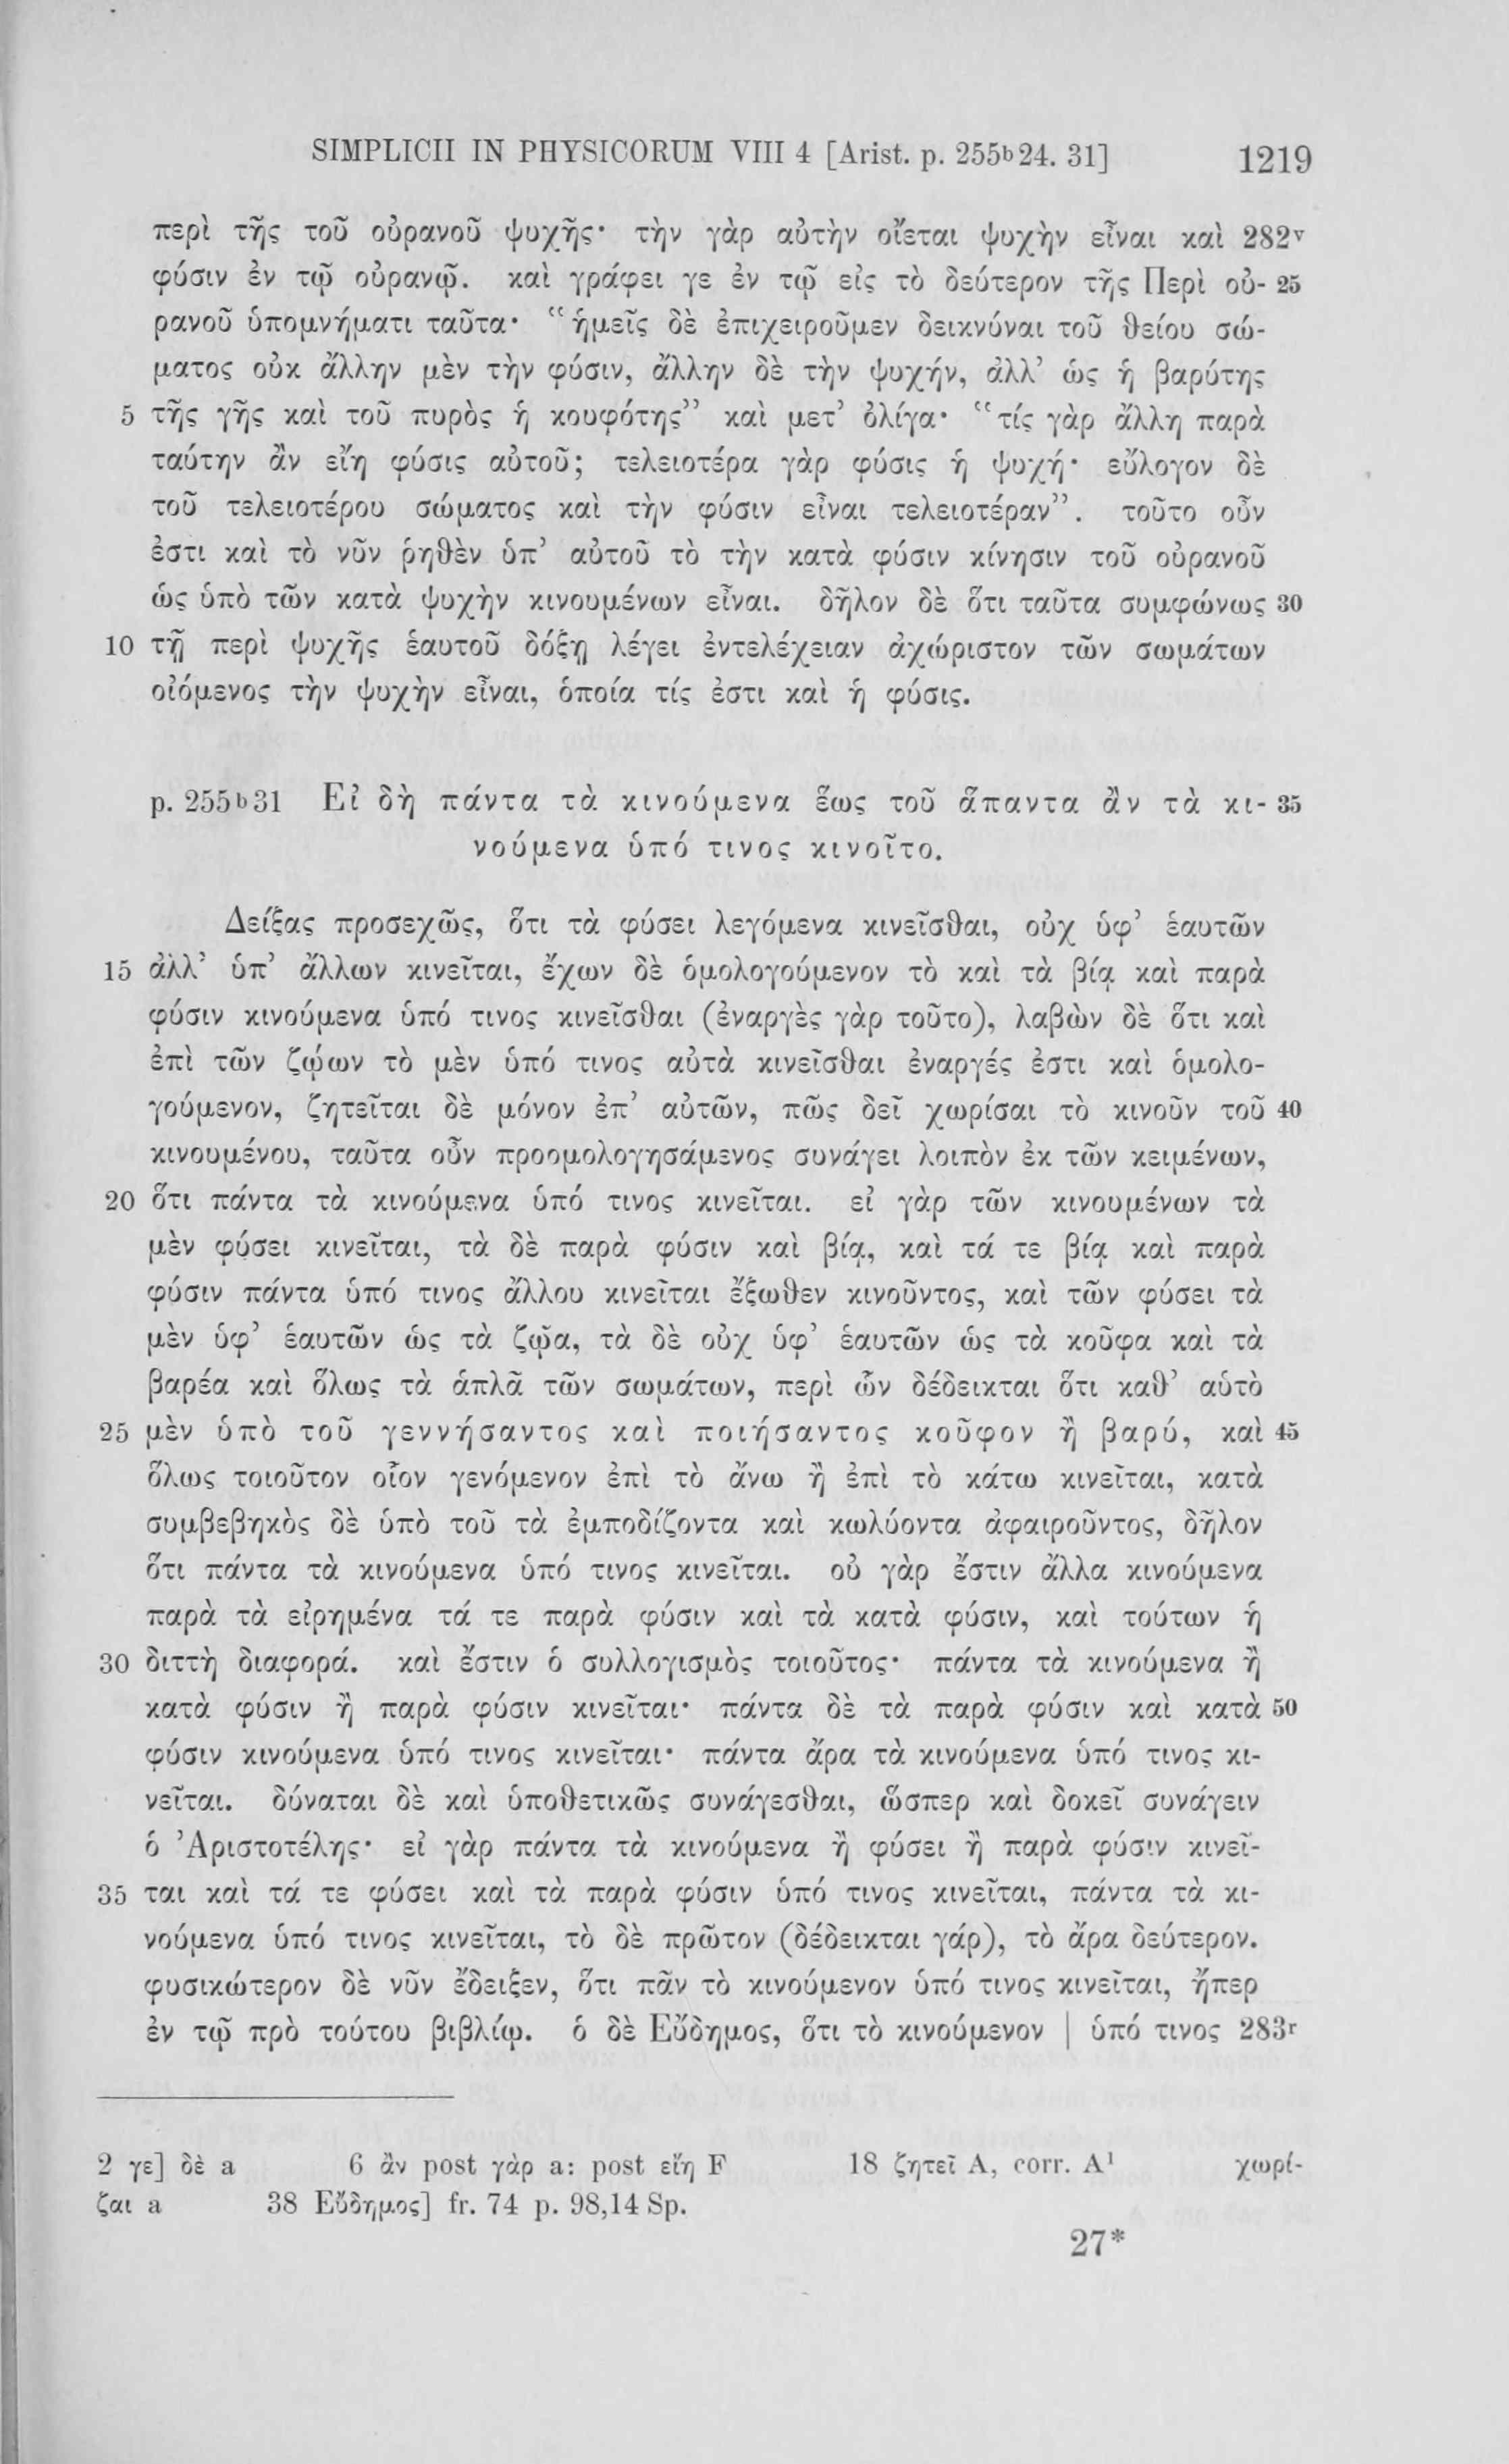 SIMPLICII IN PHYSICORUM VIII 4 [Arist. p. 255b24. 31] 1219
περὶ τῆς τοῦ οὐρανοῦ ψυχῆς· τὴν γὰρ αὐτὴν οἴεται ψυχὴν εἶναι καὶ 282v
φύσιν ἐν τῷ οὐρανῷ. καὶ γράφει γε ἐν τῷ εἰς τὸ δεύτερον τῆς Περὶ οὐ- 25
ρανοῦ ὑπομνήματι ταῦτα· "ἡμεῖς δὲ ἐπιχειροῦμεν δεικνύναι τοῦ θείου σώ-
ματος οὐκ ἄλλην μὲν τὴν φύσιν, ἄλλην δὲ τὴν ψυχήν, ἀλλ' ὡς ἡ βαρύτης
5 τῆς γῆς καὶ τοῦ πυρὸς ἡ κουφότης" καὶ μετ' ὀλίγα· "τίς γὰρ ἄλλη παρὰ
ταύτην ἂν εἴη φύσις αὐτοῦ; τελειοτέρα γὰρ φύσις ἡ ψυχή· εὔλογον δὲ
τοῦ τελειοτέρου σώματος καὶ τὴν φύσιν εἶναι τελειοτέραν". τοῦτο οὖν
ἐστι καὶ τὸ νῦν ῥηθὲν ὑπ' αὐτοῦ τὸ τὴν κατὰ φύσιν κίνησιν τοῦ οὐρανοῦ
ὡς ὑπὸ τῶν κατὰ ψυχὴν κινουμένων εἶναι. δῆλον δὲ ὅτι ταῦτα συμφώνως 30
10 τῇ περὶ ψυχῆς ἑαυτοῦ δόξῃ λέγει ἐντελέχειαν ἀχώριστον τῶν σωμάτων
οἰόμενος τὴν ψυχὴν εἶναι, ὁποία τίς ἐστι καὶ ἡ φύσις.
p. 255b31 Εἰ δὴ πάντα τὰ κινούμενα ἕως τοῦ ἅπαντα ἂν τὰ κι- 35
νούμενα ὑπό τινος κινοῖτο.
Δείξας προσεχῶς, ὅτι τὰ φύσει λεγόμενα κινεῖσθαι, οὐχ ὑφ' ἑαυτῶν
15 ἀλλ' ὑπ' ἄλλων κινεῖται, ἔχων δὲ ὁμολογούμενον τὸ καὶ τὰ βίᾳ καὶ παρὰ
φύσιν κινούμενα ὑπό τινος κινεῖσθαι (ἐναργὲς γὰρ τοῦτο), λαβὼν δὲ ὅτι καὶ
ἐπὶ τῶν ζῴων τὸ μὲν ὑπό τινος αὐτὰ κινεῖσθαι ἐναργές ἐστι καὶ ὁμολο-
γούμενον, ζητεῖται δὲ μόνον ἐπ' αὐτῶν, πῶς δεῖ χωρίσαι τὸ κινοῦν τοῦ 40
κινουμένου, ταῦτα οὖν προομολογησάμενος συνάγει λοιπὸν ἐκ τῶν κειμένων,
20 ὅτι πάντα τὰ κινούμενα ὑπό τινος κινεῖται. εἰ γὰρ τῶν κινουμένων τὰ
μὲν φύσει κινεῖται, τὰ δὲ παρὰ φύσιν καὶ βίᾳ, καὶ τά τε βίᾳ καὶ παρὰ
φύσιν πάντα ὑπό τινος ἄλλου κινεῖται ἔξωθεν κινοῦντος, καὶ τῶν φύσει τὰ
μὲν ὑφ' ἑαυτῶν ὡς τὰ ζῷα, τὰ δὲ οὐχ ὑφ' ἑαυτῶν ὡς τὰ κοῦφα καὶ τὰ
βαρέα καὶ ὅλως τὰ ἁπλᾶ τῶν σωμάτων, περὶ ὧν δέδεικται ὅτι καθ' αὑτὸ
25 μὲν ὑπὸ τοῦ γεννήσαντος καὶ ποιήσαντος κοῦφον ἢ βαρύ, καὶ 45
ὅλως τοιοῦτον οἷον γενόμενον ἐπὶ τὸ ἄνω ἢ ἐπὶ τὸ κάτω κινεῖται, κατὰ
συμβεβηκὸς δὲ ὑπὸ τοῦ τὰ ἐμποδίζοντα καὶ κωλύοντα ἀφαιροῦντος, δῆλον
ὅτι πάντα τὰ κινούμενα ὑπό τινος κινεῖται. οὐ γὰρ ἔστιν ἄλλα κινούμενα
παρὰ τὰ εἰρημένα τά τε παρὰ φύσιν καὶ τὰ κατὰ φύσιν, καὶ τούτων ἡ
30 διττὴ διαφορά. καὶ ἔστιν ὁ συλλογισμὸς τοιοῦτος· πάντα τὰ κινούμενα ἢ
κατὰ φύσιν ἢ παρὰ φύσιν κινεῖται· πάντα δὲ τὰ παρὰ φύσιν καὶ κατὰ 50
φύσιν κινούμενα ὑπό τινος κινεῖται· πάντα ἄρα τὰ κινούμενα ὑπό τινος κι-
νεῖται. δύναται δὲ καὶ ὑποθετικῶς συνάγεσθαι, ὥσπερ καὶ δοκεῖ συνάγειν
ὁ Ἀριστοτέλης· εἰ γὰρ πάντα τὰ κινούμενα ἢ φύσει ἢ παρὰ φύσιν κινεῖ-
35 ται καὶ τά τε φύσει καὶ τὰ παρὰ φύσιν ὑπό τινος κινεῖται, πάντα τὰ κι-
νούμενα ὑπό τινος κινεῖται, τὸ δὲ πρῶτον (δέδεικται γάρ), τὸ ἄρα δεύτερον.
φυσικώτερον δὲ νῦν ἔδειξεν, ὅτι πᾶν τὸ κινούμενον ὑπό τινος κινεῖται, ἤπερ
ἐν τῷ πρὸ τούτου βιβλίῳ. ὁ δὲ Εὔδημος, ὅτι τὸ κινούμενον | ὑπό τινος 283r
2 γε] δὲ a 6 ἂν post γὰρ a: post εἴη F 18 ζητεῖ A, corr. A¹ χωρί-
ζαι a 38 Εὔδημος] fr. 74 p. 98,14 Sp.
27*